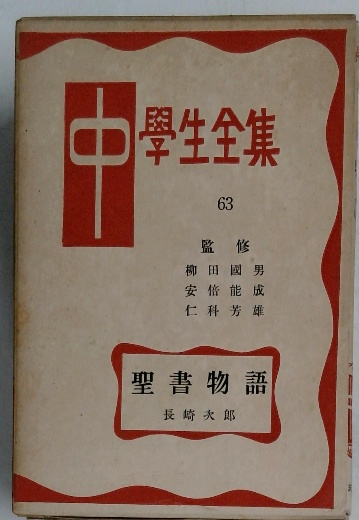 中學生全集
63
監修
柳田國男
安倍能成
仁科芳雄
聖書物語
長崎次郎